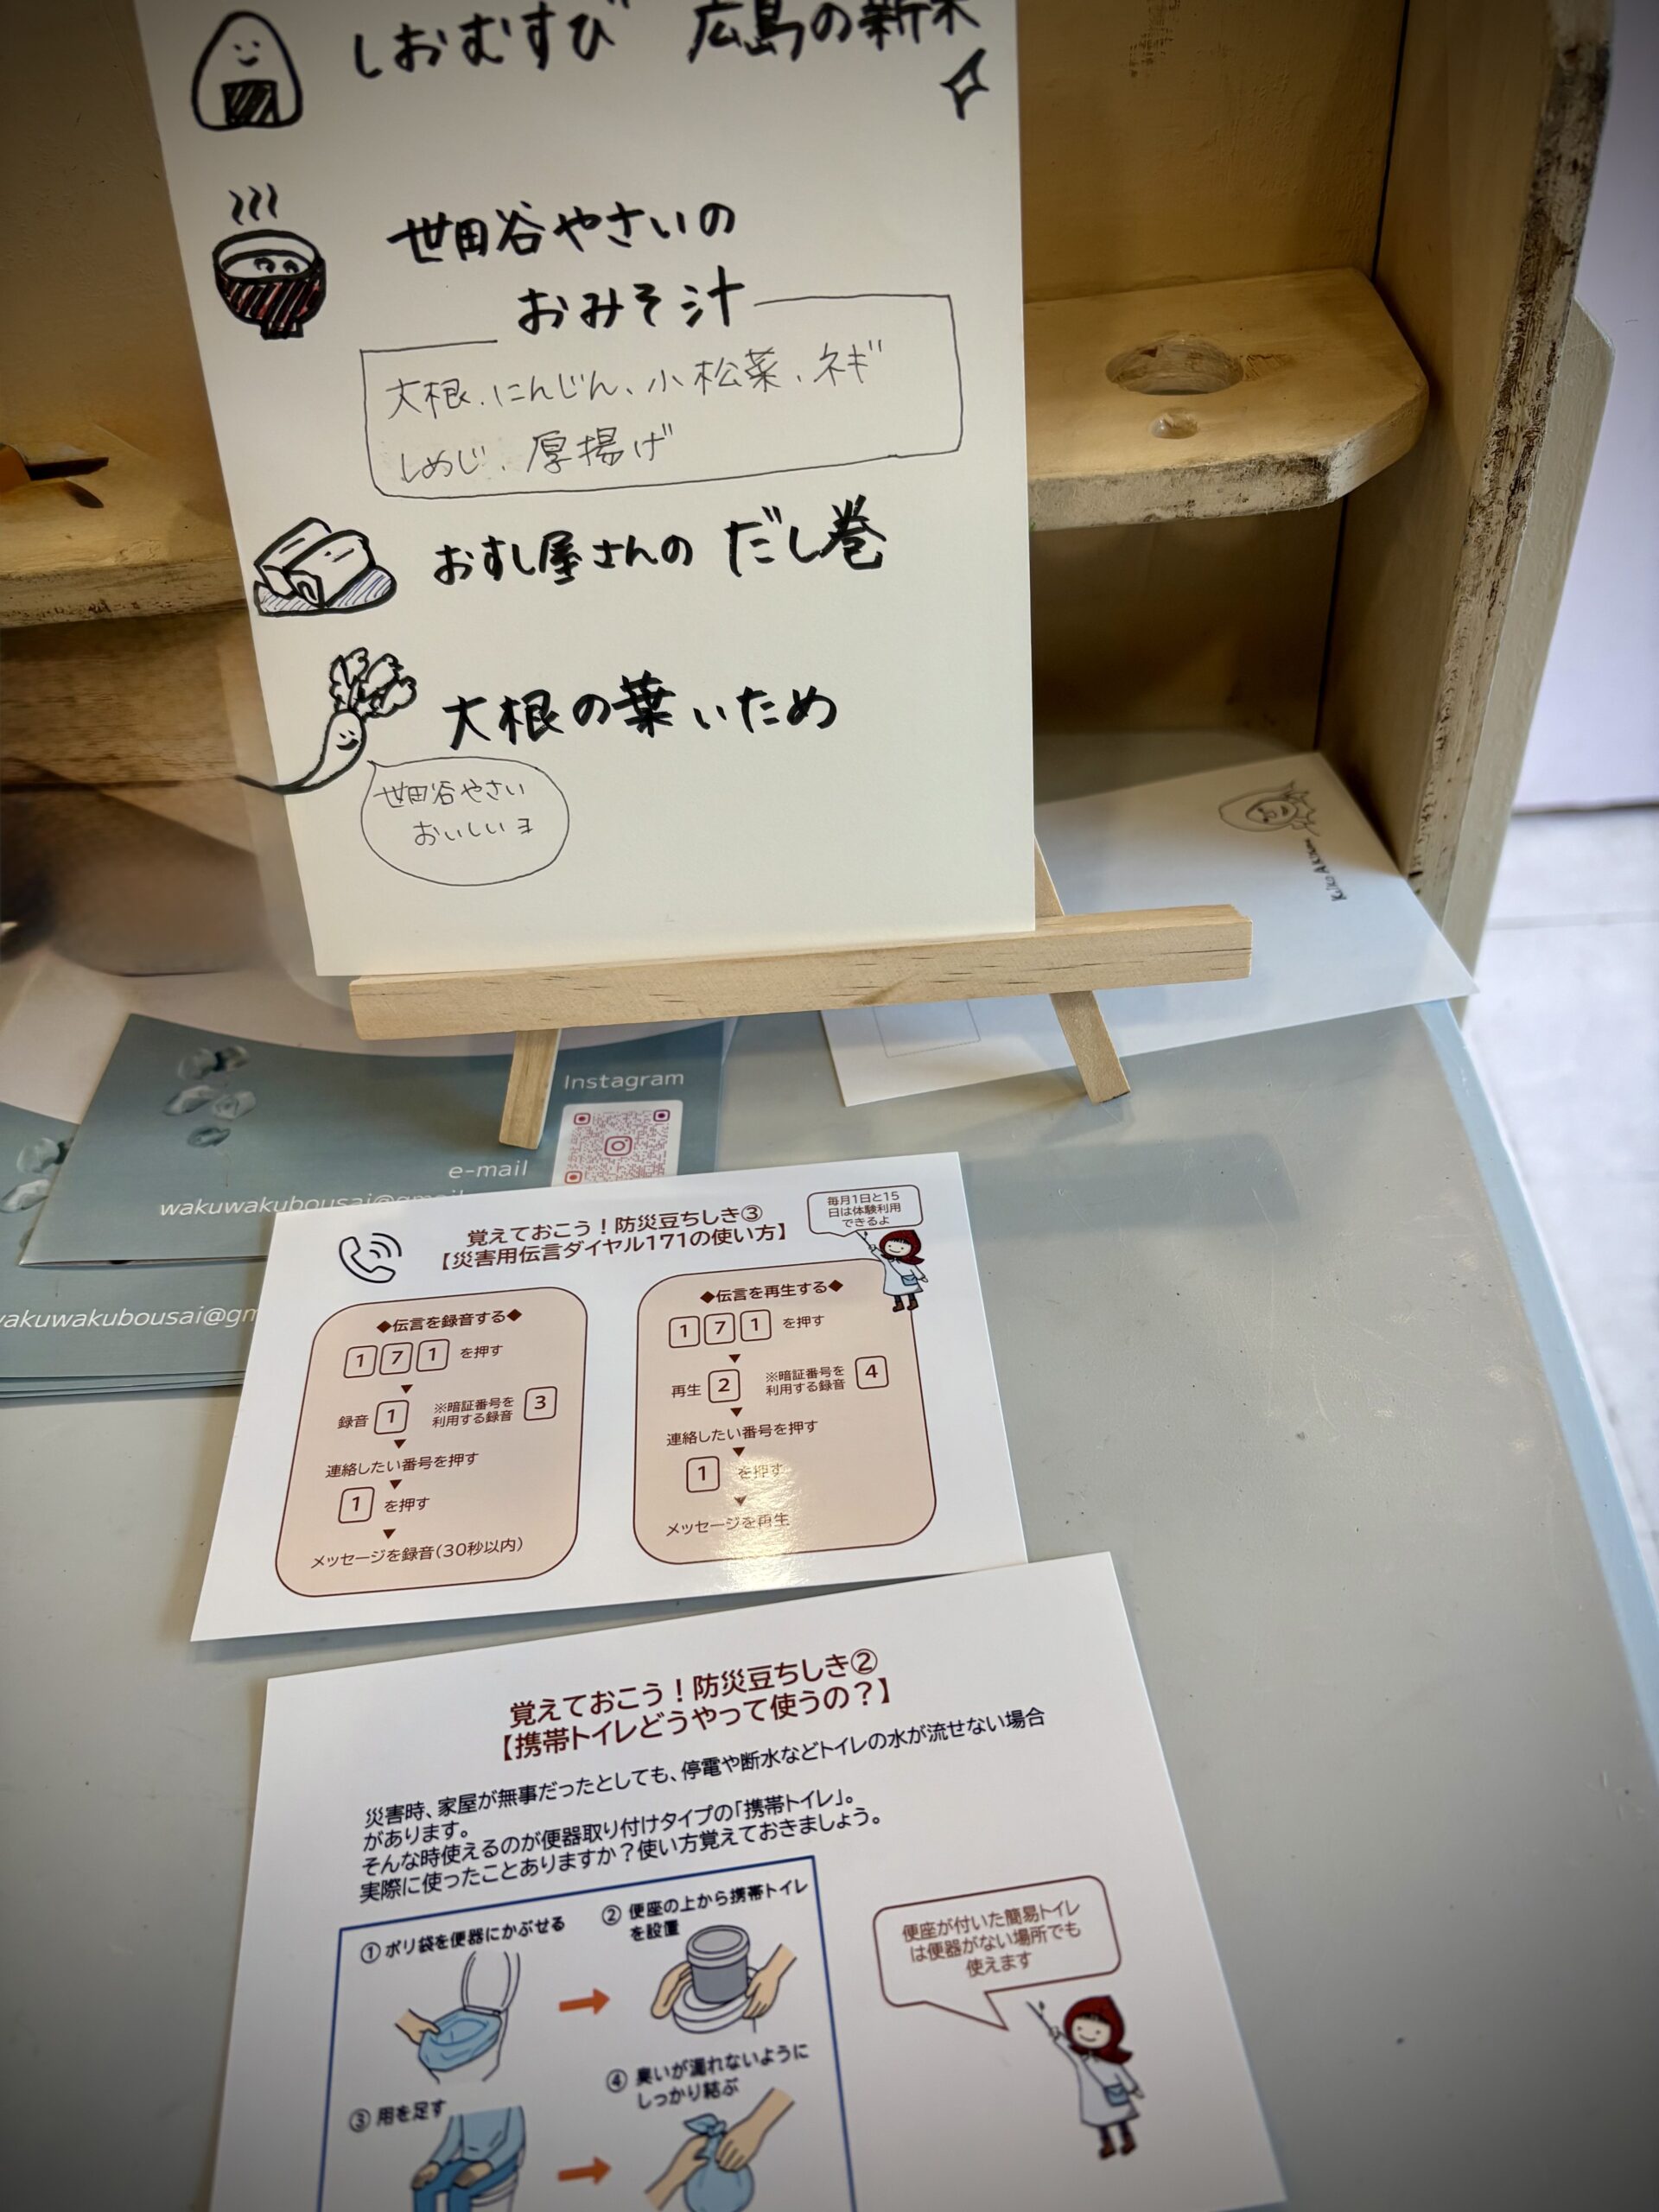 しおむすび 広島の新米
世田谷やさいの
おみそ汁
大根、にんじん、小松菜、ネギ
しめじ、厚揚げ
おすし屋さんの だし巻
大根の葉いため
世田谷やさい
おいしいヨ
Instagram
e-mail
wakuwakubousai@gmail
wakuwakubousai@gm
覚えておこう！防災豆ちしき③
【災害用伝言ダイヤル171の使い方】
毎月1日と15
日は体験利用
できるよ
◆伝言を録音する◆
1 7 1 を押す
▼
録音 1 ※暗証番号を
利用する録音 3
▼
連絡したい番号を押す
▼
1 を押す
▼
メッセージを録音(30秒以内)
◆伝言を再生する◆
1 7 1 を押す
▼
再生 2 ※暗証番号を
利用する録音 4
▼
連絡したい番号を押す
▼
1 を押す
▼
メッセージを再生
覚えておこう！防災豆ちしき②
【携帯トイレどうやって使うの？】
災害時、家屋が無事だったとしても、停電や断水などトイレの水が流せない場合
があります。
そんな時使えるのが便器取り付けタイプの「携帯トイレ」。
実際に使ったことありますか？使い方覚えておきましょう。
① ポリ袋を便器にかぶせる
② 便座の上から携帯トイレ
を設置
③ 用を足す
④ 臭いが漏れないように
しっかり結ぶ
便座が付いた簡易トイレ
は便器がない場所でも
使えます